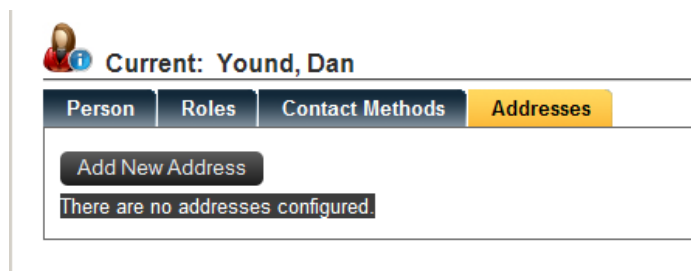 Current: Yound, Dan
Person Roles Contact Methods Addresses
Add New Address
There are no addresses configured.